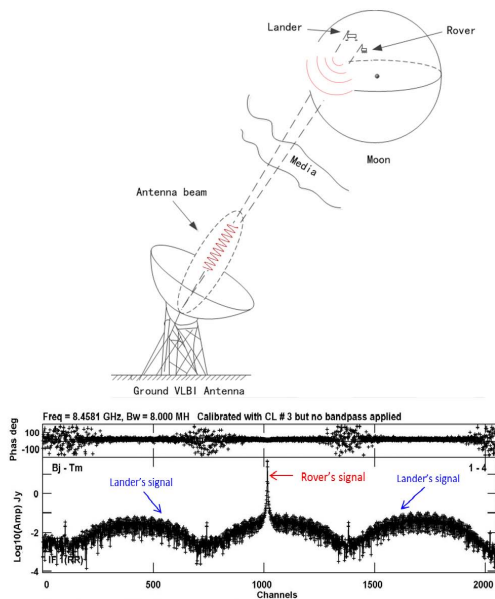 Lander
Rover
Media
Moon
Antenna beam
Ground VLBI Antenna
Freq = 8.4581 GHz, Bw = 8.000 MH Calibrated with CL # 3 but no bandpass applied
Phas deg
100
-100
Bj - Tm
1 - 4
Lander's signal
Rover's signal
Lander's signal
Log10(Amp) Jy
0
-2
-4
IF 1(RR)
0
500
1000
1500
2000
Channels